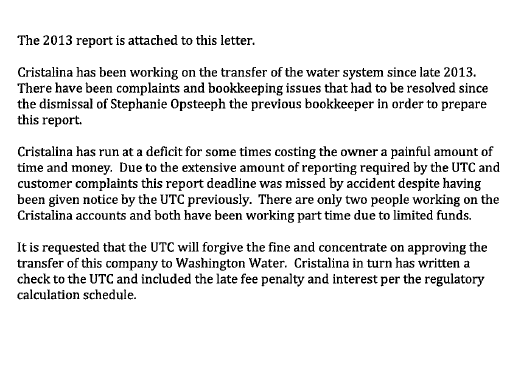 The 2013 report is attached to this letter.
Cristalina has been working on the transfer of the water system since late 2013.
There have been complaints and bookkeeping issues that had to be resolved since
the dismissal of Stephanie Opsteeph the previous bookkeeper in order to prepare
this report.
Cristalina has run at a deficit for some times costing the owner a painful amount of
time and money.  Due to the extensive amount of reporting required by the UTC and
customer complaints this report deadline was missed by accident despite having
been given notice by the UTC previously.  There are only two people working on the
Cristalina accounts and both have been working part time due to limited funds.
It is requested that the UTC will forgive the fine and concentrate on approving the
transfer of this company to Washington Water.  Cristalina in turn has written a
check to the UTC and included the late fee penalty and interest per the regulatory
calculation schedule.